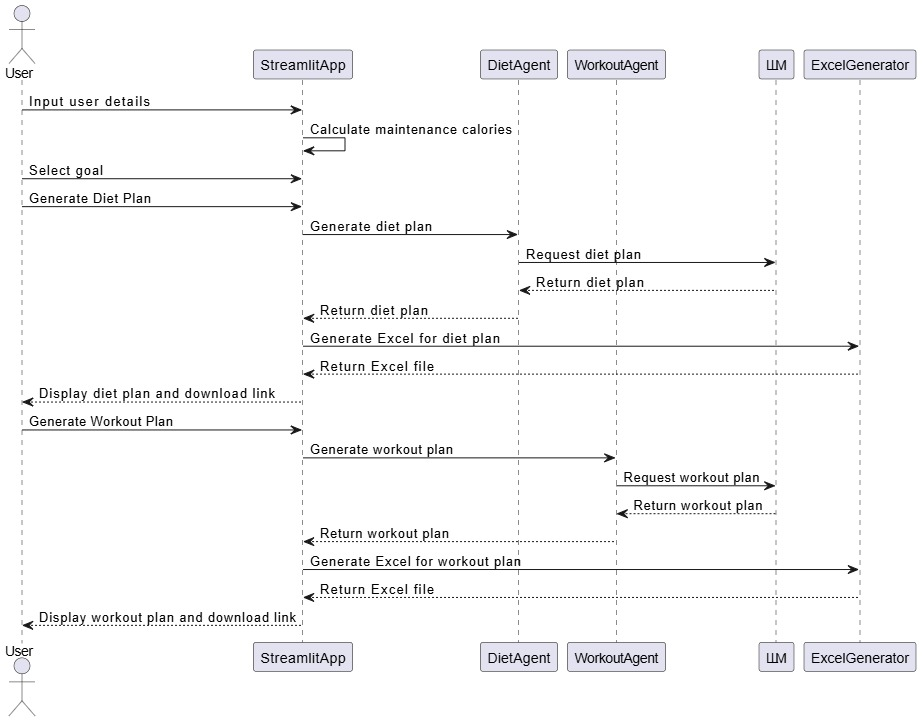 User
StreamlitApp
DietAgent
WorkoutAgent
LLM
ExcelGenerator
Input user details
Calculate maintenance calories
Select goal
Generate Diet Plan
Generate diet plan
Request diet plan
Return diet plan
Return diet plan
Generate Excel for diet plan
Return Excel file
Display diet plan and download link
Generate Workout Plan
Generate workout plan
Request workout plan
Return workout plan
Return workout plan
Generate Excel for workout plan
Return Excel file
Display workout plan and download link
User
StreamlitApp
DietAgent
WorkoutAgent
LLM
ExcelGenerator